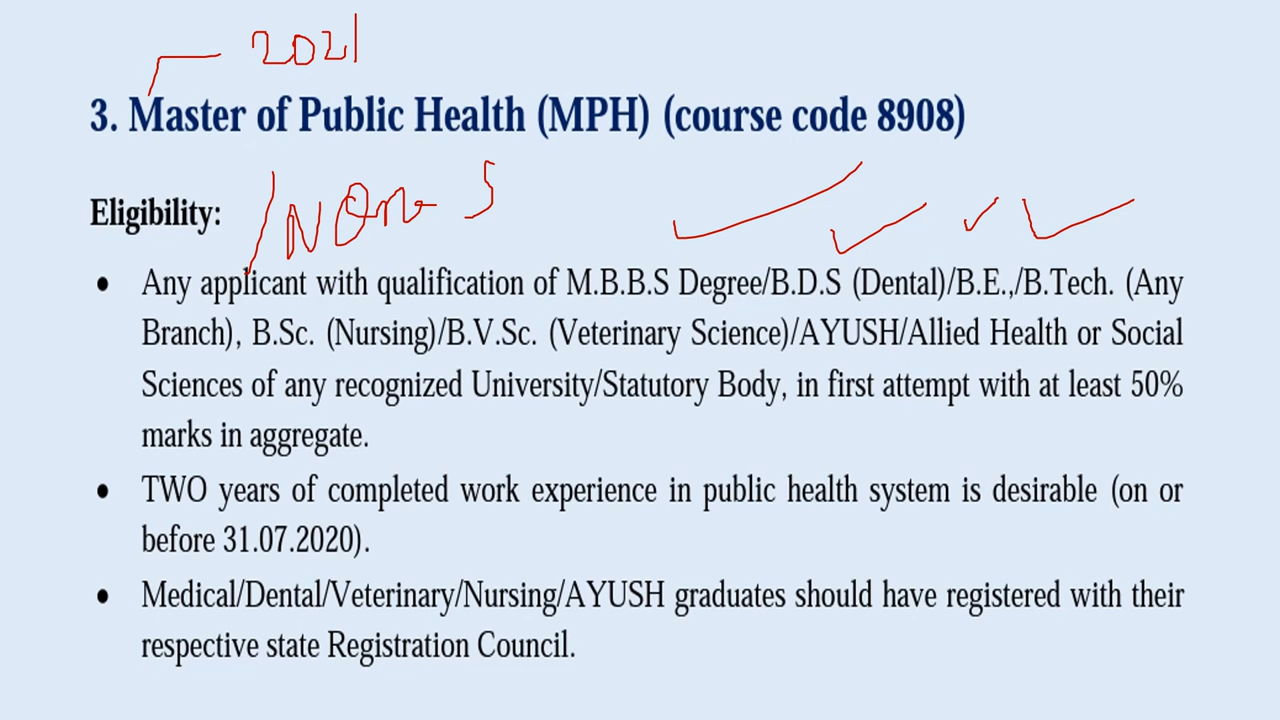 2021
3. Master of Public Health (MPH) (course code 8908)
Eligibility:
• Any applicant with qualification of M.B.B.S Degree/B.D.S (Dental)/B.E.,/B.Tech. (Any
Branch), B.Sc. (Nursing)/B.V.Sc. (Veterinary Science)/AYUSH/Allied Health or Social
Sciences of any recognized University/Statutory Body, in first attempt with at least 50%
marks in aggregate.
• TWO years of completed work experience in public health system is desirable (on or
before 31.07.2020).
• Medical/Dental/Veterinary/Nursing/AYUSH graduates should have registered with their
respective state Registration Council.